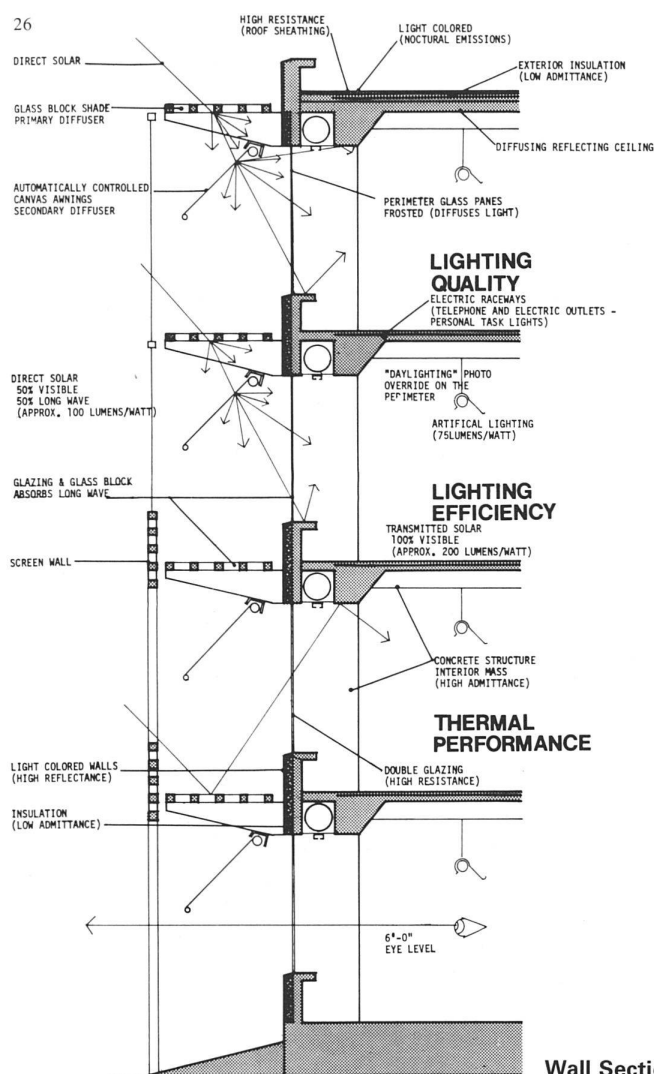 26
HIGH RESISTANCE
(ROOF SHEATHING)
LIGHT COLORED
(NOCTURAL EMISSIONS)
DIRECT SOLAR
EXTERIOR INSULATION
(LOW ADMITTANCE)
GLASS BLOCK SHADE
PRIMARY DIFFUSER
DIFFUSING REFLECTING CEILING
AUTOMATICALLY CONTROLLED
CANVAS AWNINGS
SECONDARY DIFFUSER
PERIMETER GLASS PANES
FROSTED (DIFFUSES LIGHT)
LIGHTING
QUALITY
ELECTRIC RACEWAYS
(TELEPHONE AND ELECTRIC OUTLETS -
PERSONAL TASK LIGHTS)
DIRECT SOLAR
50% VISIBLE
50% LONG WAVE
(APPROX. 100 LUMENS/WATT)
"DAYLIGHTING" PHOTO
OVERRIDE ON THE
PERIMETER
ARTIFICAL LIGHTING
(75LUMENS/WATT)
GLAZING & GLASS BLOCK
ABSORBS LONG WAVE
LIGHTING
EFFICIENCY
TRANSMITTED SOLAR
100% VISIBLE
(APPROX. 200 LUMENS/WATT)
SCREEN WALL
CONCRETE STRUCTURE
INTERIOR MASS
(HIGH ADMITTANCE)
THERMAL
PERFORMANCE
LIGHT COLORED WALLS
(HIGH REFLECTANCE)
DOUBLE GLAZING
(HIGH RESISTANCE)
INSULATION
(LOW ADMITTANCE)
6'-0"
EYE LEVEL
Wall Sectio